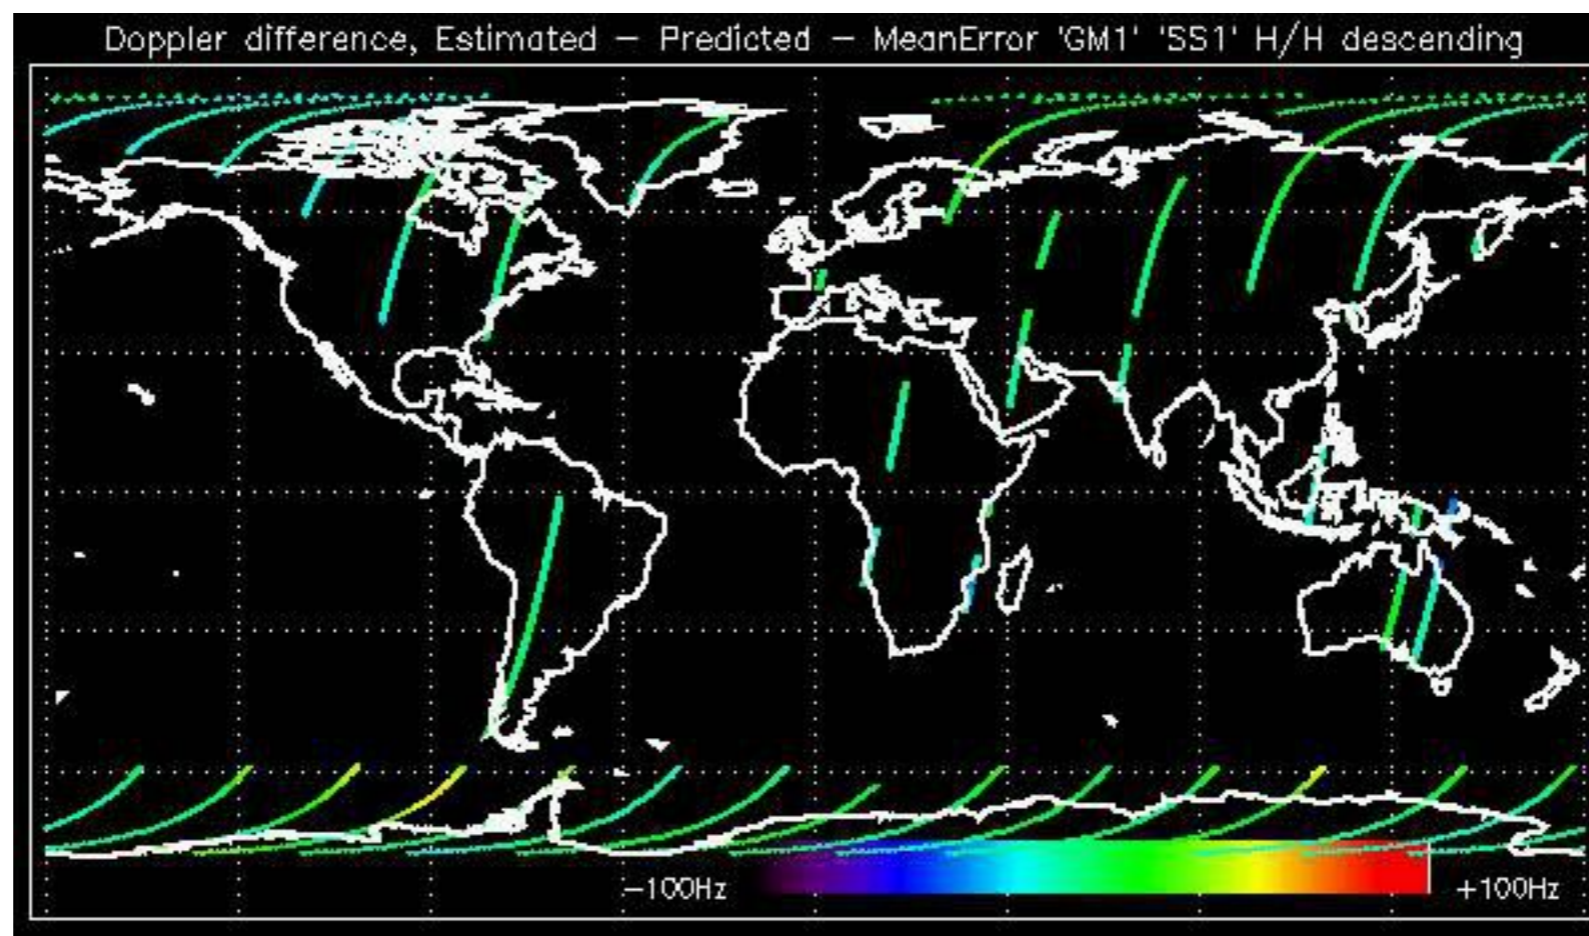 Doppler difference, Estimated - Predicted - MeanError 'GM1' 'SS1' H/H descending
-100Hz
+100Hz